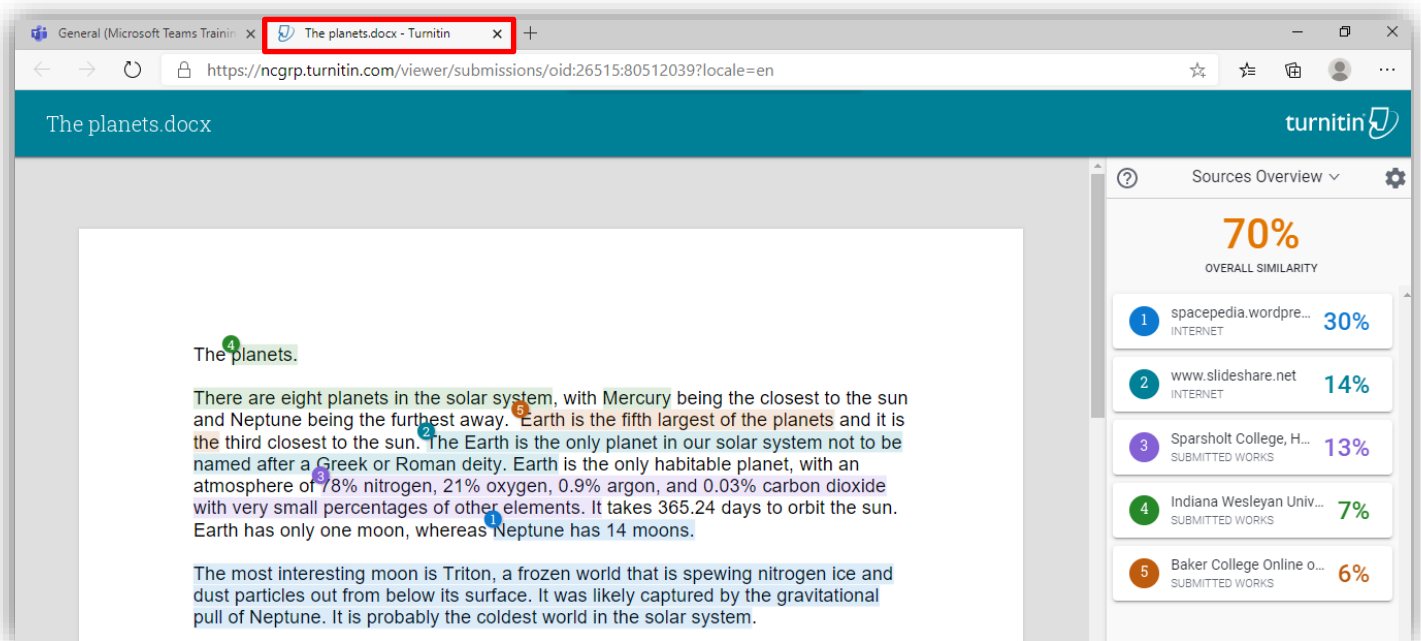 General (Microsoft Teams Trainin
The planets.docx - Turnitin
https://ncgrp.turnitin.com/viewer/submissions/oid:26515:80512039?locale=en
The planets.docx
turnitin
Sources Overview
70%
OVERALL SIMILARITY
1 spacepedia.wordpre... 30%
INTERNET
2 www.slideshare.net 14%
INTERNET
3 Sparsholt College, H... 13%
SUBMITTED WORKS
4 Indiana Wesleyan Univ... 7%
SUBMITTED WORKS
5 Baker College Online o... 6%
SUBMITTED WORKS
The 4 planets.
There are eight planets in the solar system, with Mercury being the closest to the sun
and Neptune being the furthest away. 5 Earth is the fifth largest of the planets and it is
the third closest to the sun. 2 The Earth is the only planet in our solar system not to be
named after a Greek or Roman deity. Earth is the only habitable planet, with an
atmosphere of 3 78% nitrogen, 21% oxygen, 0.9% argon, and 0.03% carbon dioxide
with very small percentages of other elements. It takes 365.24 days to orbit the sun.
Earth has only one moon, whereas 1 Neptune has 14 moons.
The most interesting moon is Triton, a frozen world that is spewing nitrogen ice and
dust particles out from below its surface. It was likely captured by the gravitational
pull of Neptune. It is probably the coldest world in the solar system.